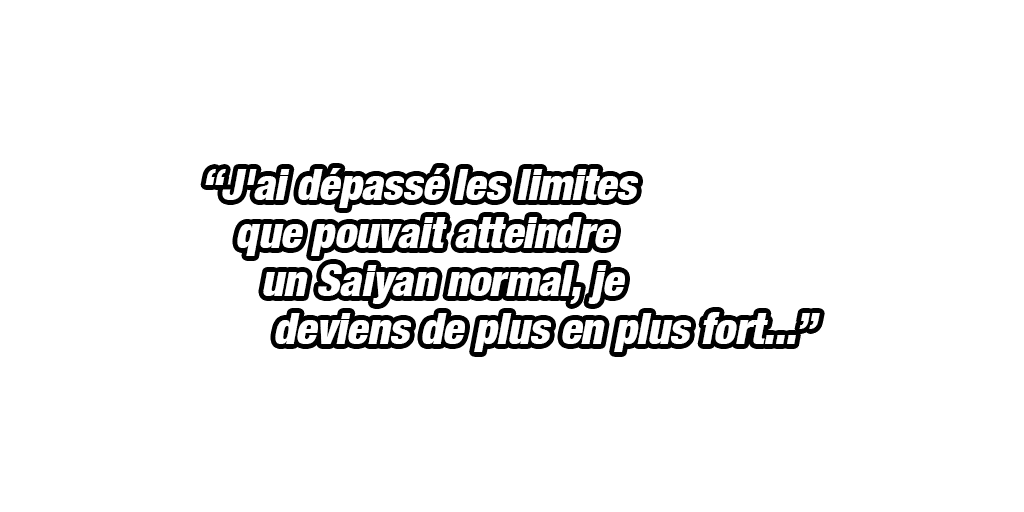 “J'ai dépassé les limites
que pouvait atteindre
un Saiyan normal, je
deviens de plus en plus fort...”